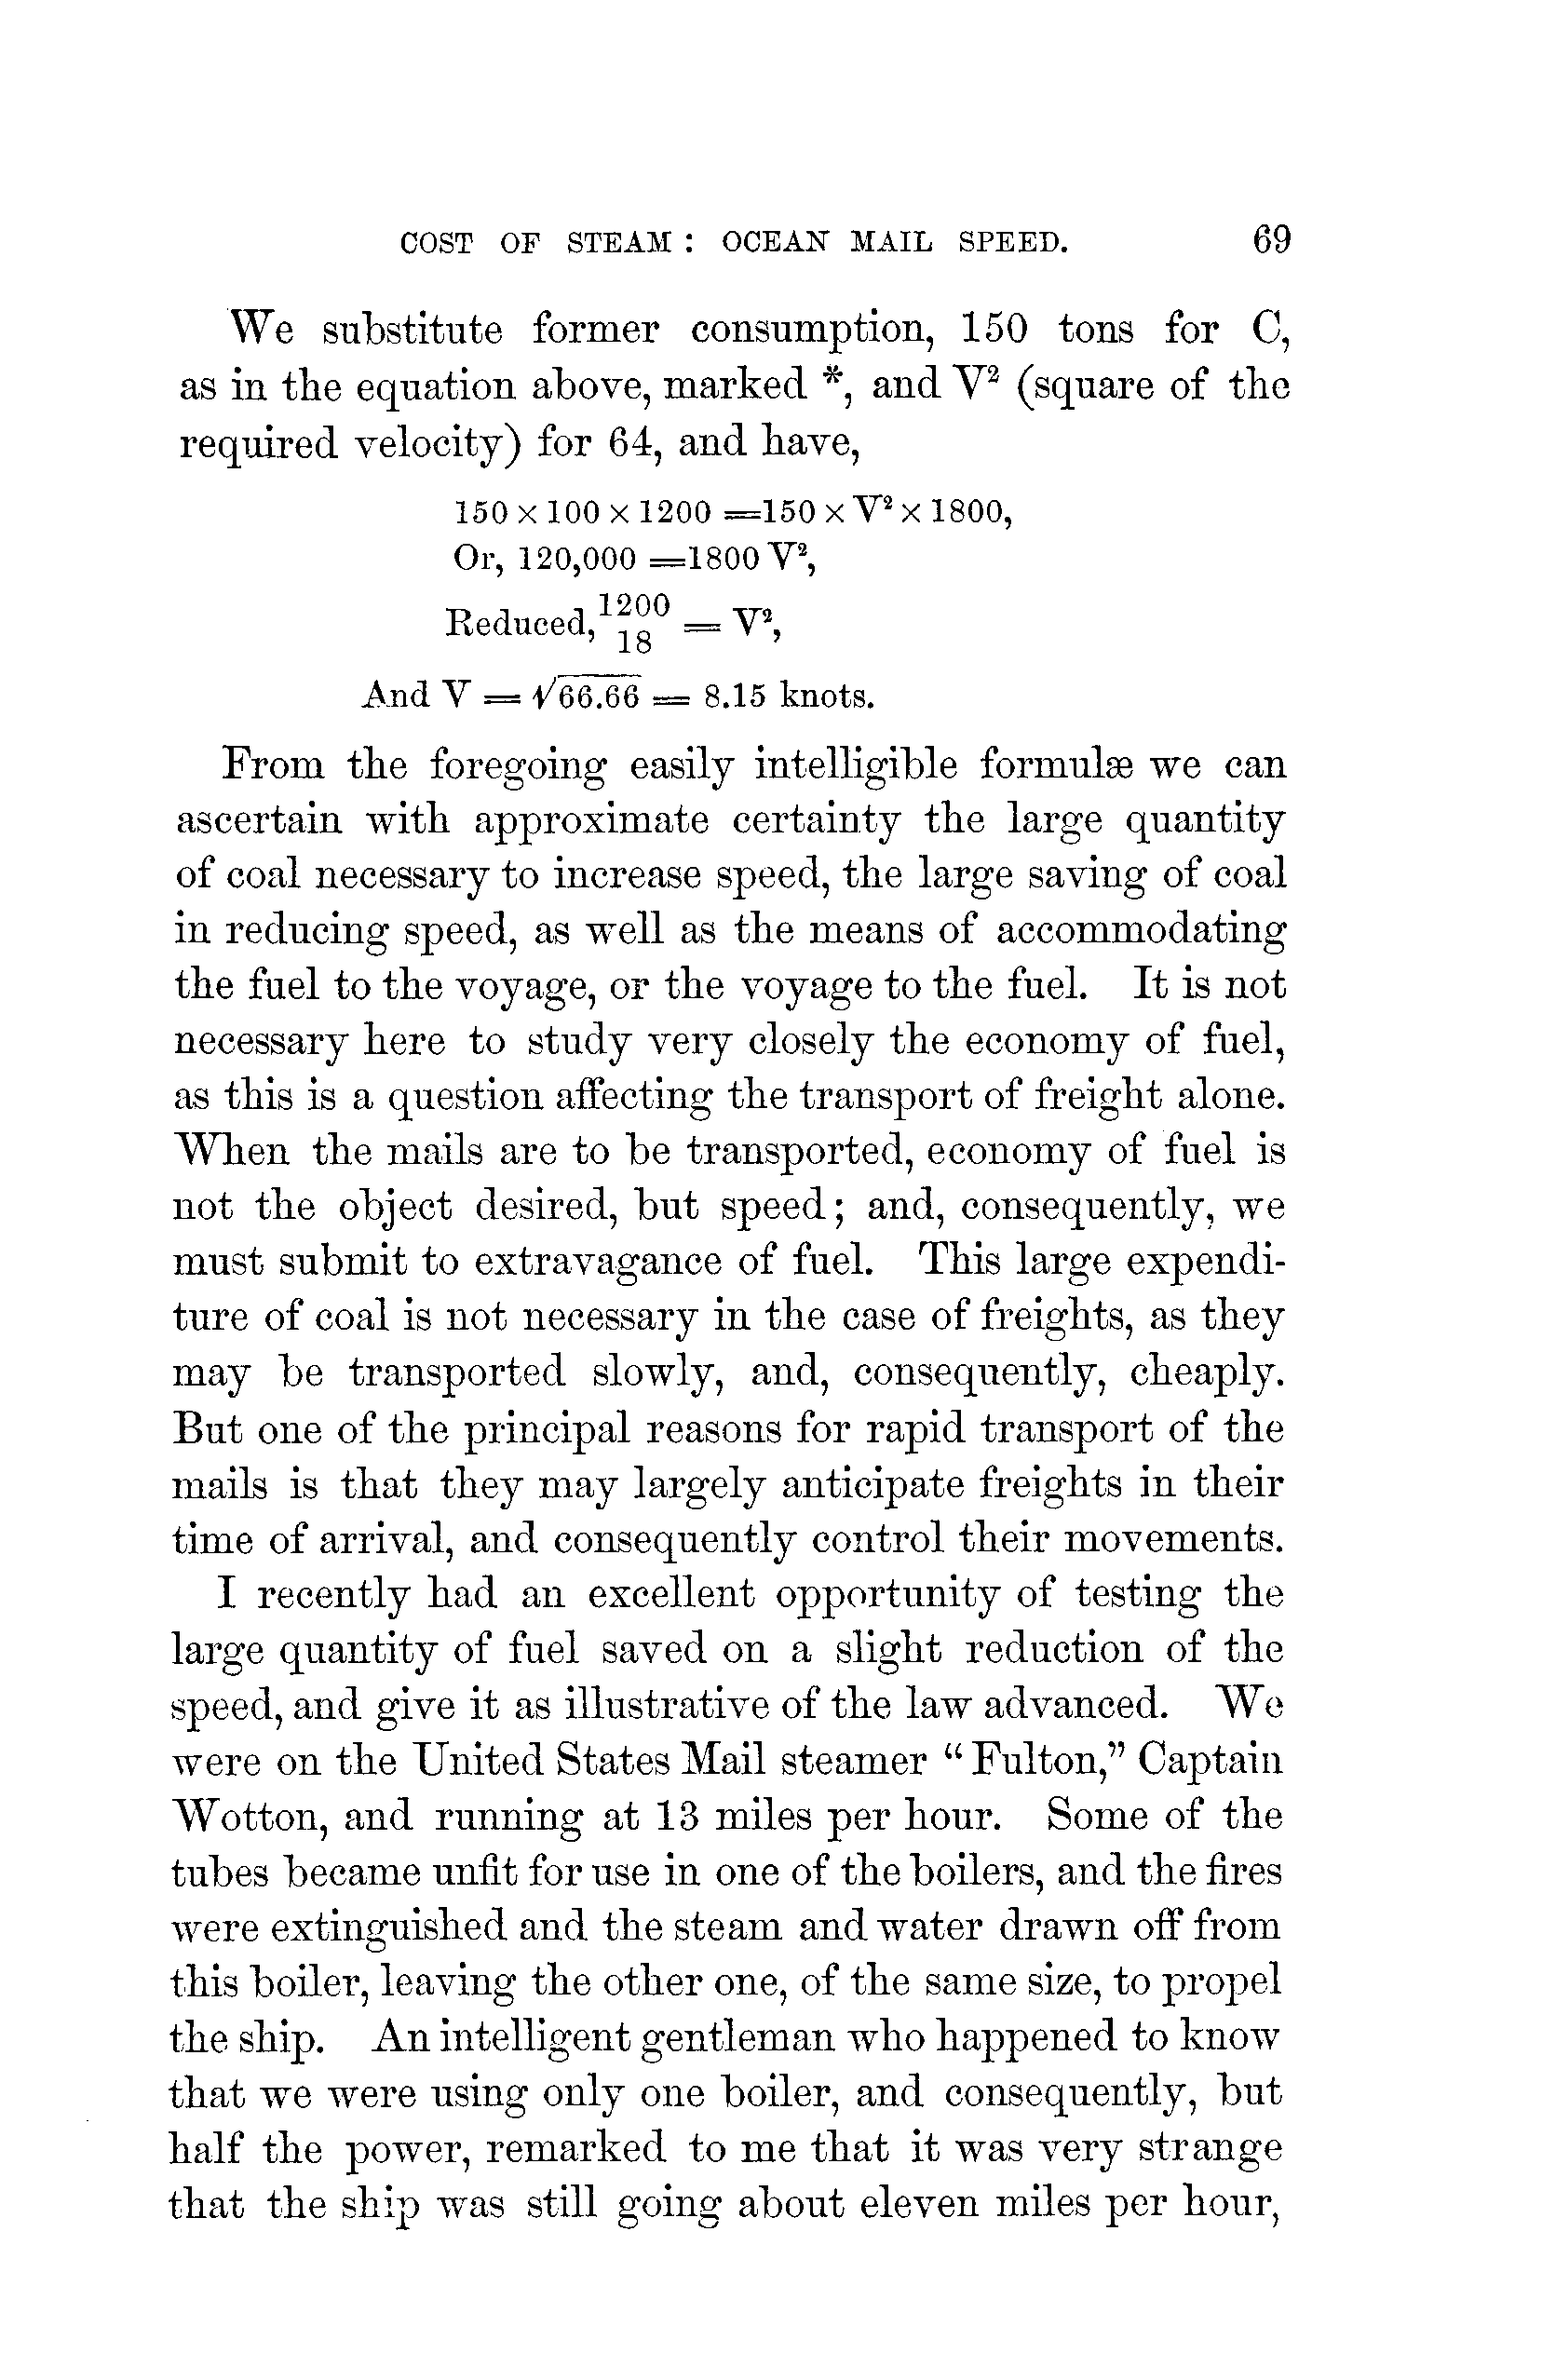 COST OF STEAM: OCEAN MAIL SPEED. 69
We substitute former consumption, 150 tons for C,
as in the equation above, marked *, and V² (square of the
required velocity) for 64, and have,
150 x 100 x 1200 =150 x V² x 1800,
Or, 120,000 =1800 V²,
Reduced, 1200/18 = V²,
And V = √66.66 = 8.15 knots.
From the foregoing easily intelligible formulæ we can
ascertain with approximate certainty the large quantity
of coal necessary to increase speed, the large saving of coal
in reducing speed, as well as the means of accommodating
the fuel to the voyage, or the voyage to the fuel. It is not
necessary here to study very closely the economy of fuel,
as this is a question affecting the transport of freight alone.
When the mails are to be transported, economy of fuel is
not the object desired, but speed; and, consequently, we
must submit to extravagance of fuel. This large expendi-
ture of coal is not necessary in the case of freights, as they
may be transported slowly, and, consequently, cheaply.
But one of the principal reasons for rapid transport of the
mails is that they may largely anticipate freights in their
time of arrival, and consequently control their movements.
I recently had an excellent opportunity of testing the
large quantity of fuel saved on a slight reduction of the
speed, and give it as illustrative of the law advanced. We
were on the United States Mail steamer "Fulton," Captain
Wotton, and running at 13 miles per hour. Some of the
tubes became unfit for use in one of the boilers, and the fires
were extinguished and the steam and water drawn off from
this boiler, leaving the other one, of the same size, to propel
the ship. An intelligent gentleman who happened to know
that we were using only one boiler, and consequently, but
half the power, remarked to me that it was very strange
that the ship was still going about eleven miles per hour,